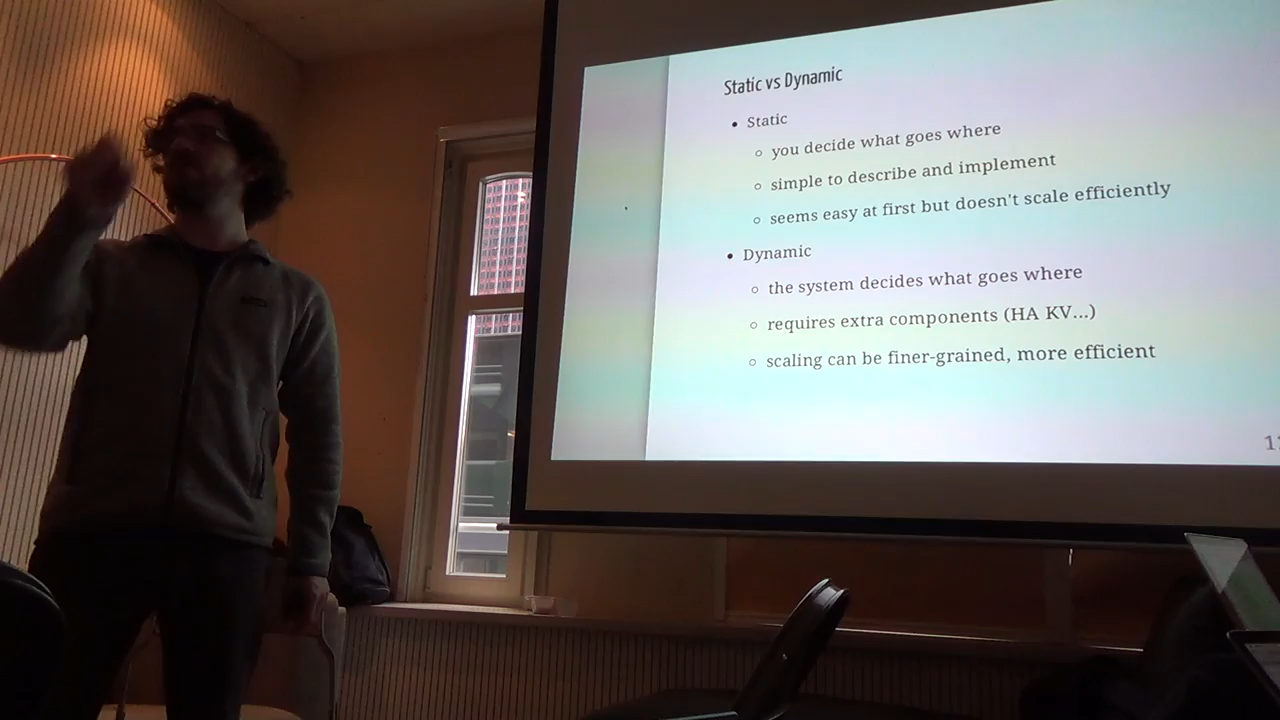 Static vs Dynamic
• Static
○ you decide what goes where
○ simple to describe and implement
○ seems easy at first but doesn't scale efficiently
• Dynamic
○ the system decides what goes where
○ requires extra components (HA KV...)
○ scaling can be finer-grained, more efficient